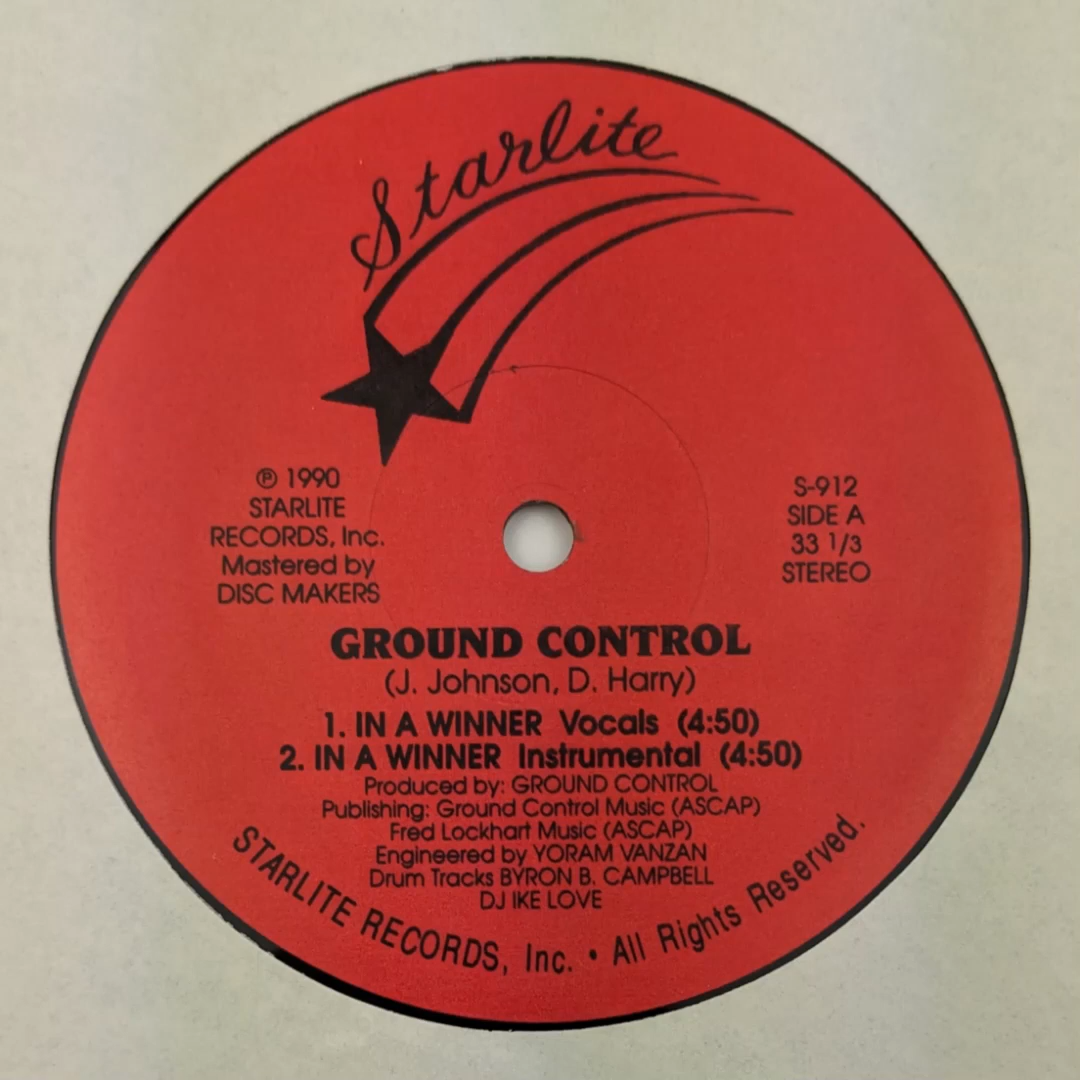 Starlite
℗ 1990
STARLITE
RECORDS, Inc.
Mastered by
DISC MAKERS
S-912
SIDE A
33 1/3
STEREO
GROUND CONTROL
(J. Johnson, D. Harry)
1. IN A WINNER Vocals (4:50)
2. IN A WINNER Instrumental (4:50)
Produced by: GROUND CONTROL
Publishing: Ground Control Music (ASCAP)
Fred Lockhart Music (ASCAP)
Engineered by YORAM VANZAN
Drum Tracks BYRON B. CAMPBELL
DJ IKE LOVE
STARLITE RECORDS, Inc. • All Rights Reserved.